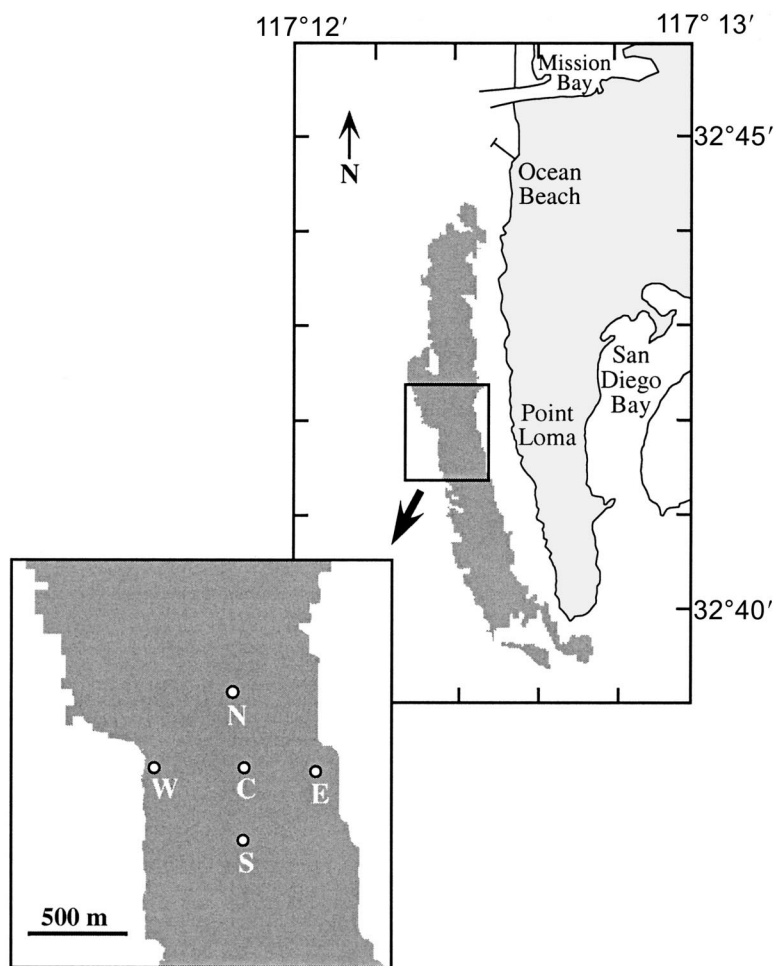 117°12′
117° 13′
Mission
Bay
32°45′
N
Ocean
Beach
San
Diego
Bay
Point
Loma
32°40′
N
W
C
E
S
500 m